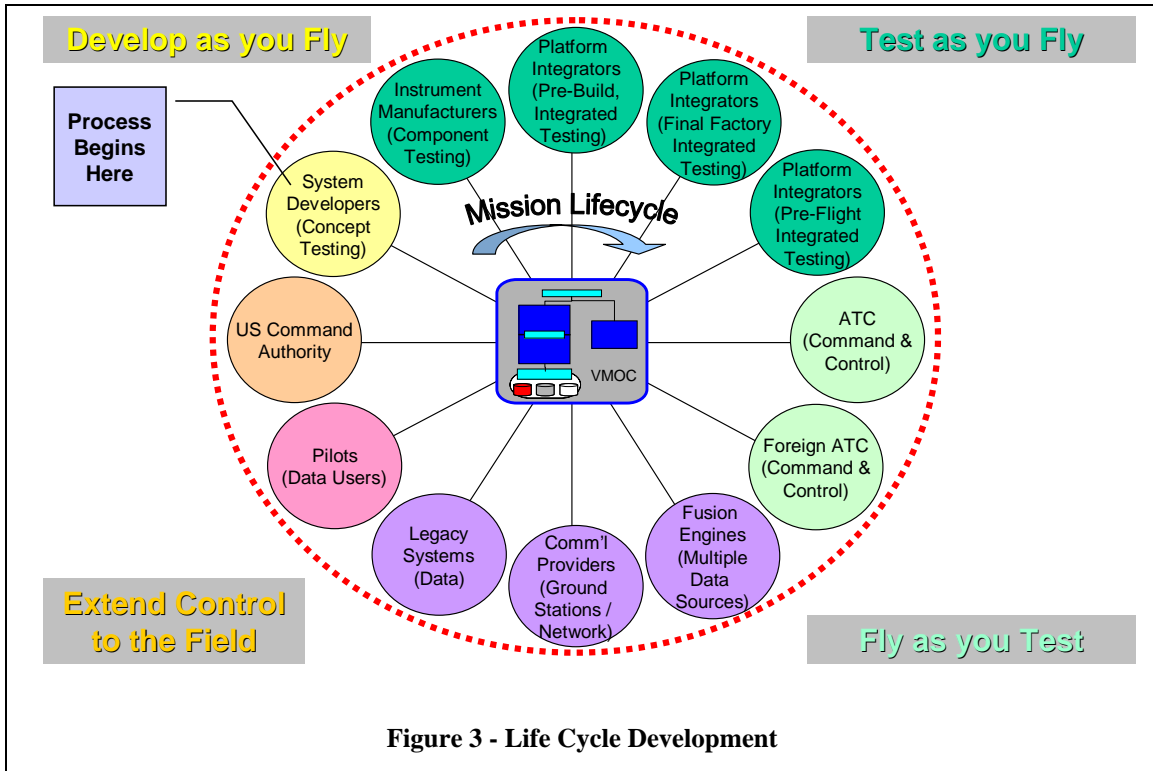 Develop as you Fly
Test as you Fly
Process
Begins
Here
System
Developers
(Concept
Testing)
Instrument
Manufacturers
(Component
Testing)
Platform
Integrators
(Pre-Build,
Integrated
Testing)
Platform
Integrators
(Final Factory
Integrated
Testing)
Platform
Integrators
(Pre-Flight
Integrated
Testing)
Mission Lifecycle
VMOC
ATC
(Command &
Control)
Foreign ATC
(Command &
Control)
Fusion
Engines
(Multiple
Data
Sources)
Comm'l
Providers
(Ground
Stations /
Network)
Legacy
Systems
(Data)
Pilots
(Data Users)
US Command
Authority
Extend Control
to the Field
Fly as you Test
Figure 3 - Life Cycle Development